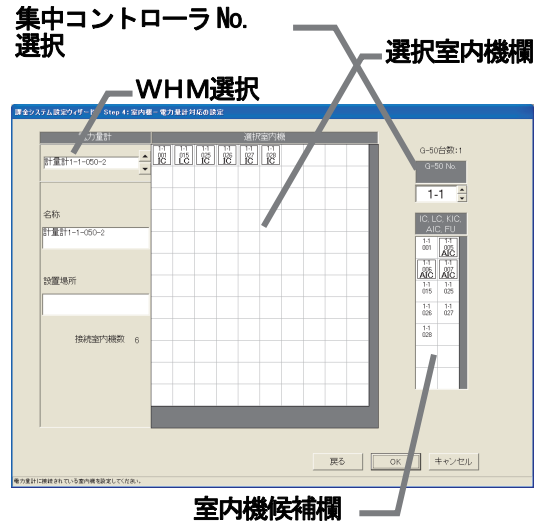 集中コントローラ No.
選択
選択室内機欄
WHM選択
課金システム設定ウィザード Step 4:室内機－電力量計対応の設定
電力量計
選択室内機
計量計1-1-050-2
1-1 001 IC
1-1 015 LC
1-1 025 IC
1-1 026 IC
1-1 027 IC
1-1 028 IC
G-50台数:1
G-50 No.
1-1
名称
計量計1-1-050-2
IC, LC, KIC,
AIC, FU
1-1 001
1-1 005 AIC
1-1 006 AIC
1-1 007 AIC
1-1 015
1-1 025
1-1 026
1-1 027
1-1 028
設置場所
接続室内機数 6
戻る
OK
キャンセル
電力量計に接続されている室内機を設定してください。
室内機候補欄